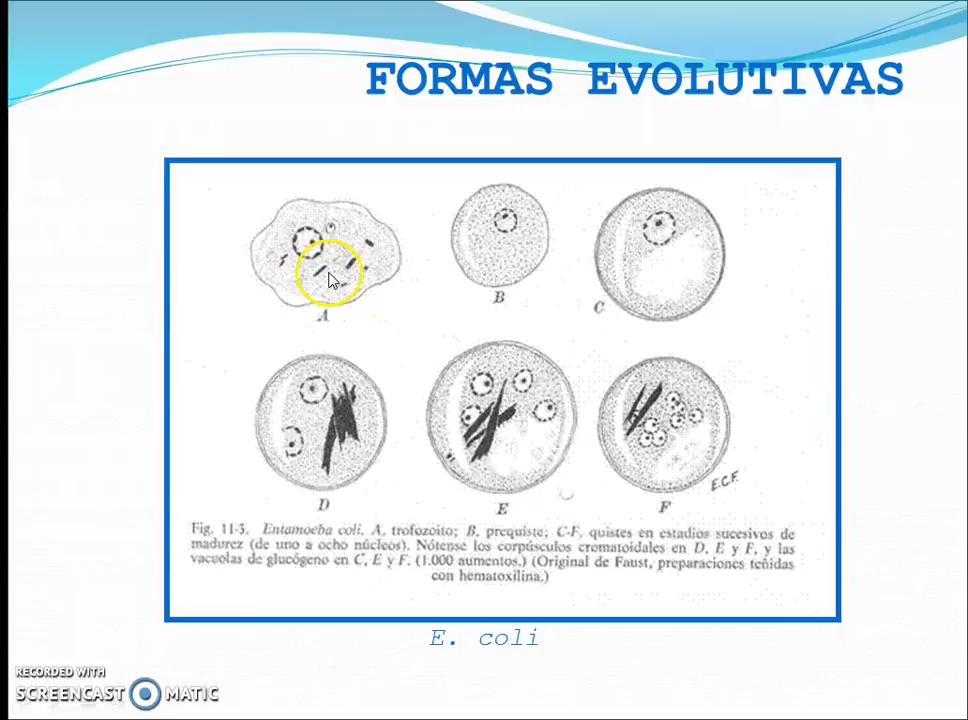 FORMAS EVOLUTIVAS
A
B
C
D
E
F
E.C.F.
Fig. 11-3. Entamoeba coli. A, trofozoito; B, prequiste; C-F, quistes en estadios sucesivos de
madurez (de uno a ocho núcleos). Nótense los corpúsculos cromatoidales en D, E y F, y las
vacuolas de glucógeno en C, E y F. (1.000 aumentos.) (Original de Faust, preparaciones teñidas
con hematoxilina.)
E. coli
RECORDED WITH
SCREENCAST MATIC